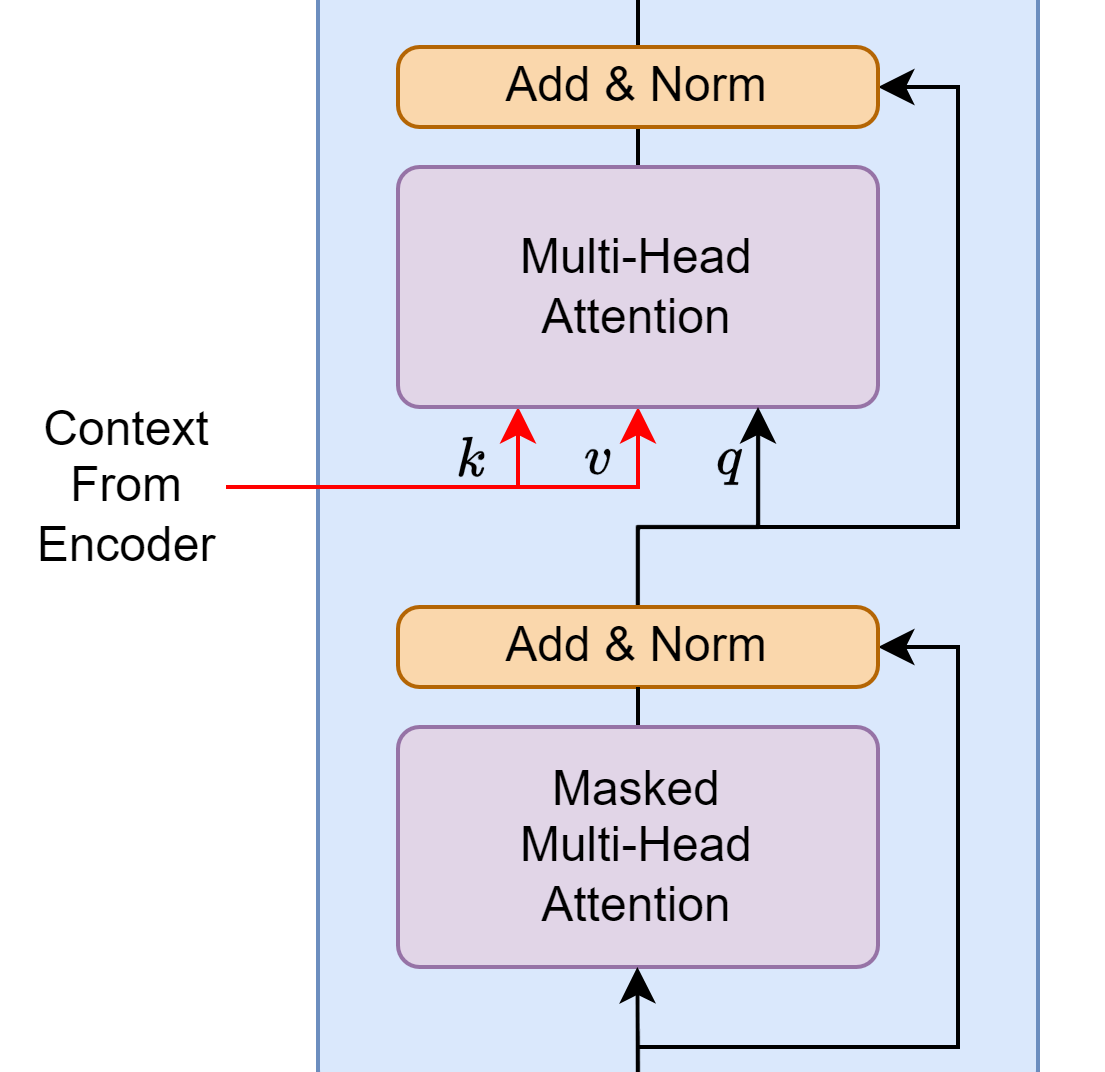 Add & Norm
Multi-Head
Attention
Context
From
Encoder
k
v
q
Add & Norm
Masked
Multi-Head
Attention